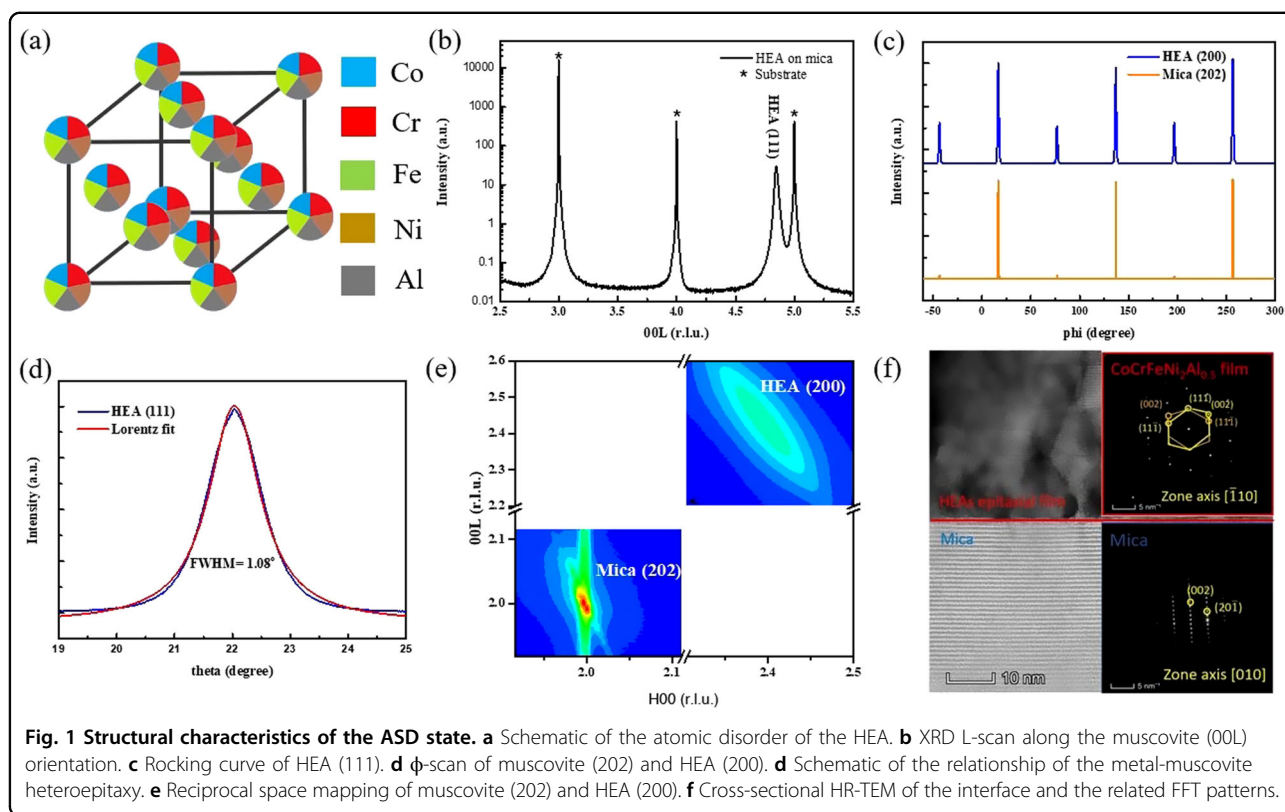 (a)
Co
Cr
Fe
Ni
Al
(b)
HEA on mica
* Substrate
Intensity (a.u.)
10000
1000
100
10
1
0.1
0.01
*
*
HEA (111)
*
2.5 3.0 3.5 4.0 4.5 5.0 5.5
00L (r.l.u.)
(c)
HEA (200)
Mica (202)
Intensity (a.u.)
-50 0 50 100 150 200 250 300
phi (degree)
(d)
HEA (111)
Lorentz fit
Intensity (a.u.)
FWHM= 1.08°
19 20 21 22 23 24 25
theta (degree)
(e)
00L (r.l.u.)
2.6
2.5
2.4
2.3
2.2
2.0
HEA (200)
Mica (202)
2.0 2.1 2.4 2.5
H00 (r.l.u.)
(f)
HEAs epitaxial film
CoCrFeNi₂Al₀.₅ film
(002) (111̄) (002̄)
(111̄) (111̄)
5 nm⁻¹
Zone axis [1̄10]
Mica
10 nm
Mica
(002)
(201̄)
5 nm⁻¹
Zone axis [010]
Fig. 1 Structural characteristics of the ASD state. a Schematic of the atomic disorder of the HEA. b XRD L-scan along the muscovite (00L)
orientation. c Rocking curve of HEA (111). d ϕ-scan of muscovite (202) and HEA (200). d Schematic of the relationship of the metal-muscovite
heteroepitaxy. e Reciprocal space mapping of muscovite (202) and HEA (200). f Cross-sectional HR-TEM of the interface and the related FFT patterns.